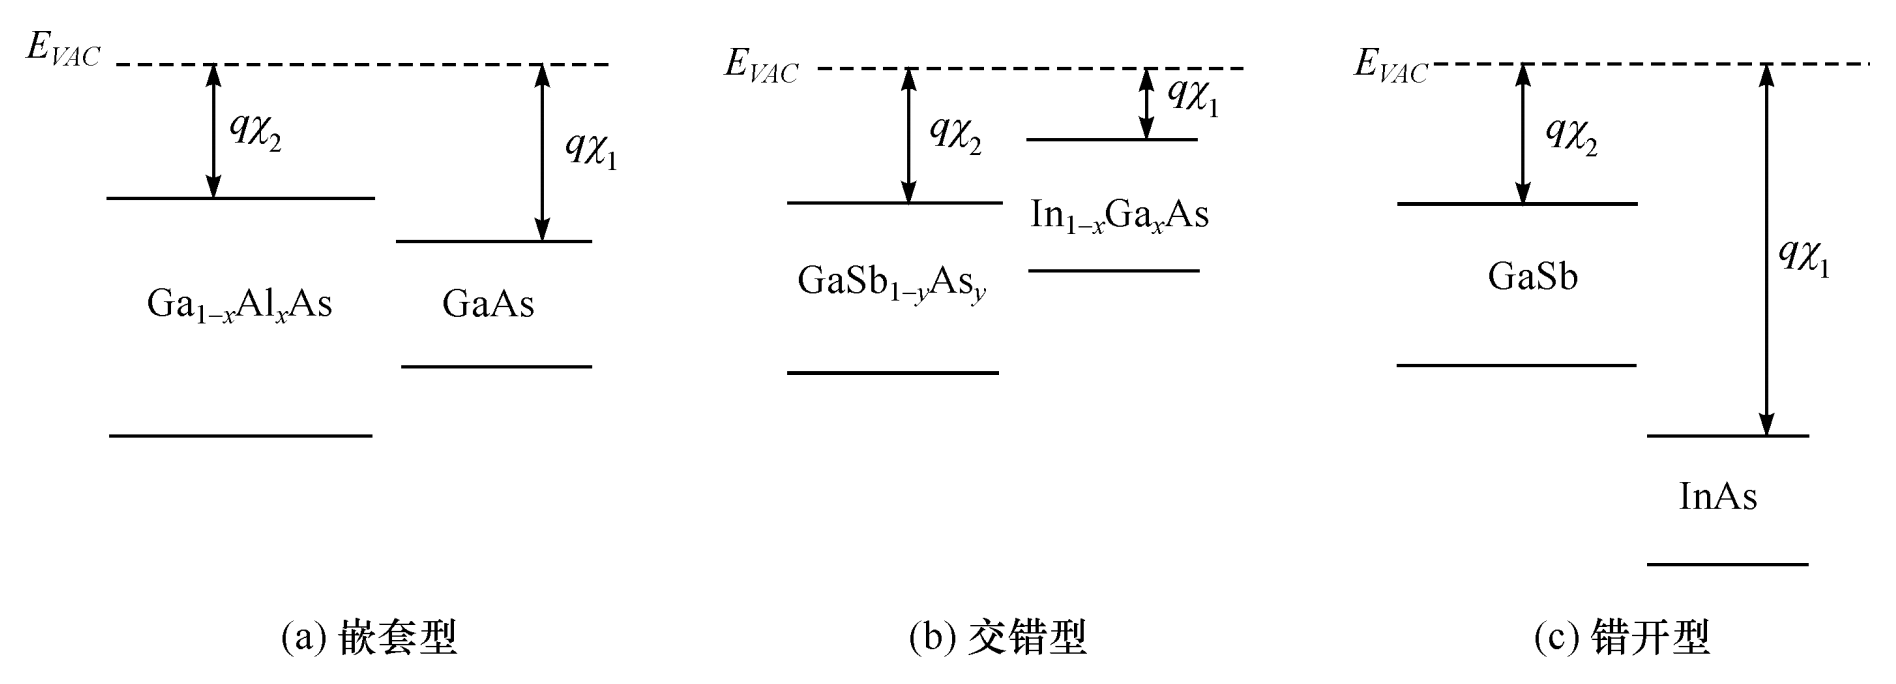 E_VAC
qχ₂
qχ₁
Ga₁₋ₓAlₓAs
GaAs
(a) 嵌套型
E_VAC
qχ₁
qχ₂
In₁₋ₓGaₓAs
GaSb₁₋yAsy
(b) 交错型
E_VAC
qχ₂
qχ₁
GaSb
InAs
(c) 错开型